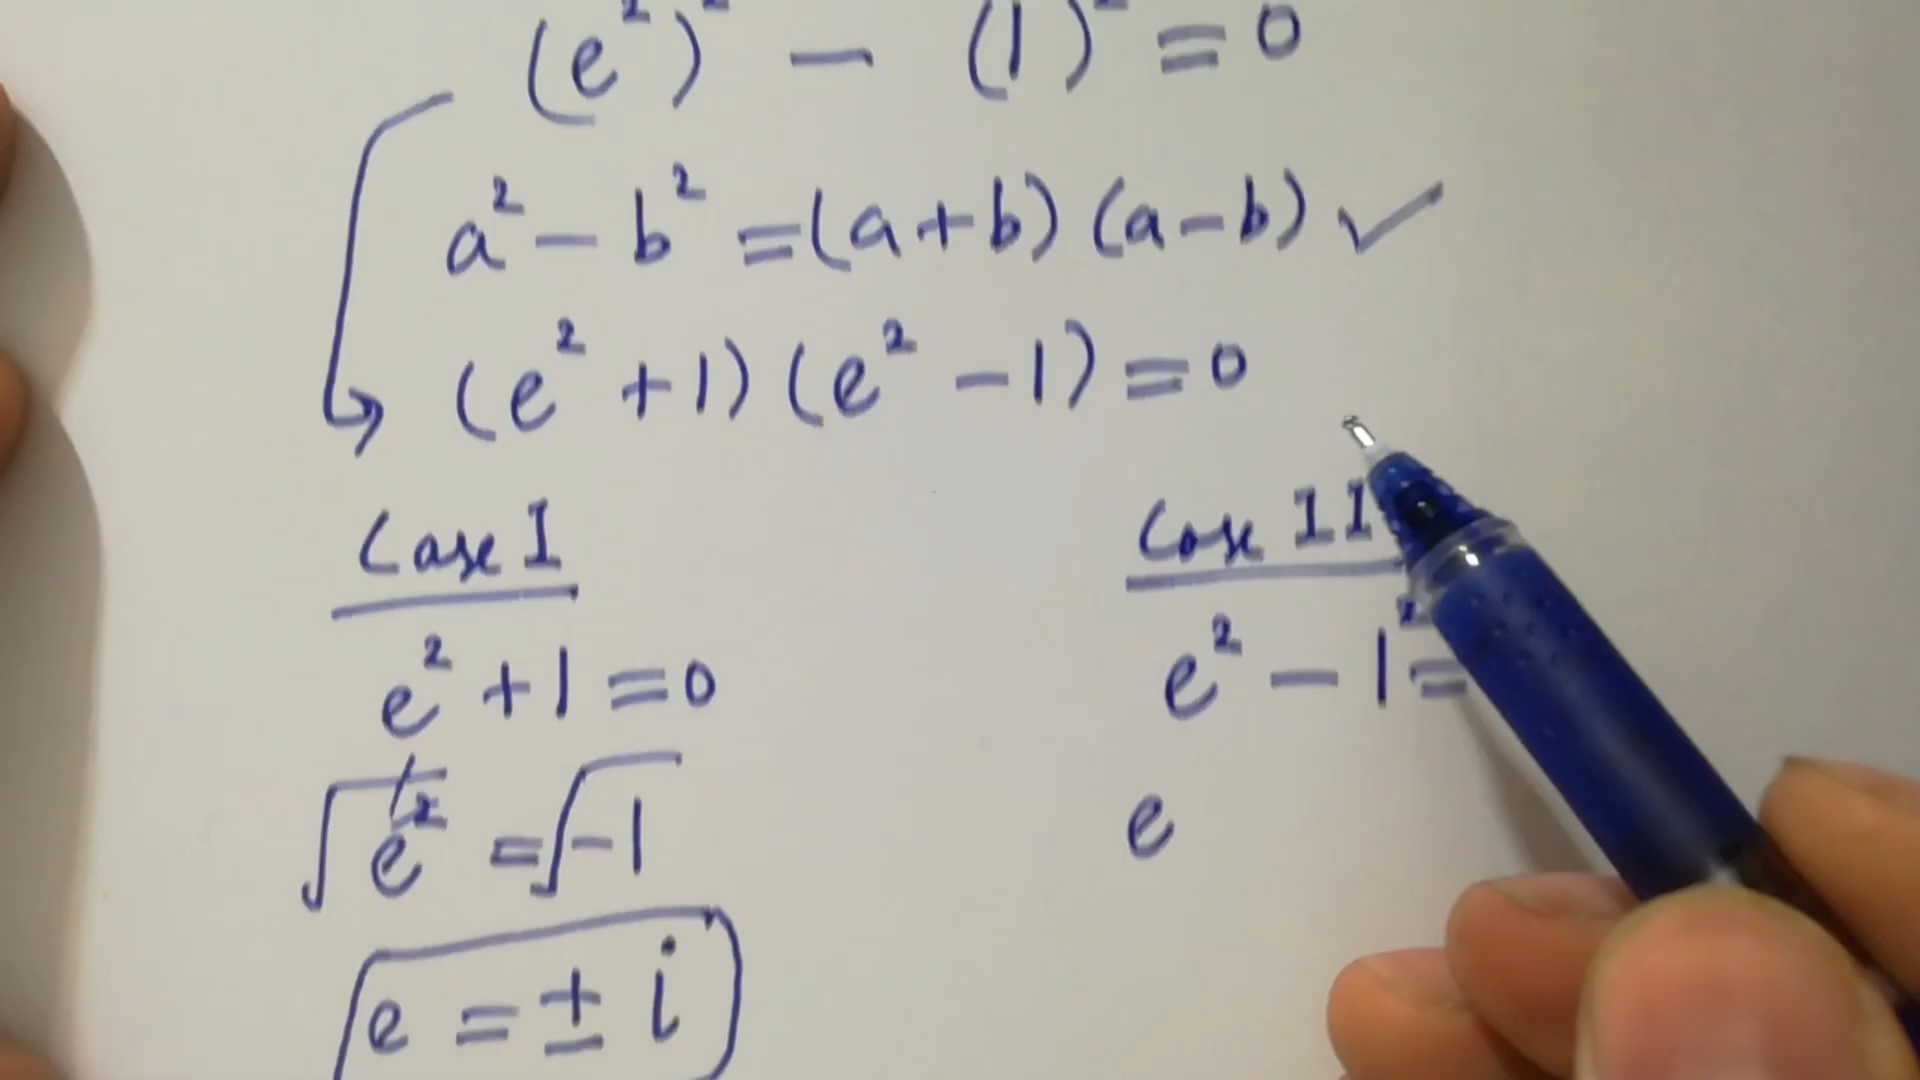 (e²)² − (1)² = 0
a² − b² = (a+b)(a−b) ✓
(e² + 1)(e² − 1) = 0
Case I
Case II
e² + 1 = 0
e² − 1² =
√e² = √−1
e
e = ± i